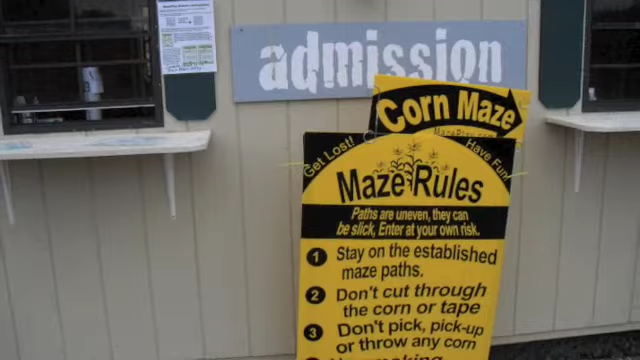 admission
Corn Maze
MazePlay.com
Get Lost!
Have Fun!
Maze Rules
Paths are uneven, they can
be slick, Enter at your own risk.
1 Stay on the established
maze paths.
2 Don't cut through
the corn or tape
3 Don't pick, pick-up
or throw any corn